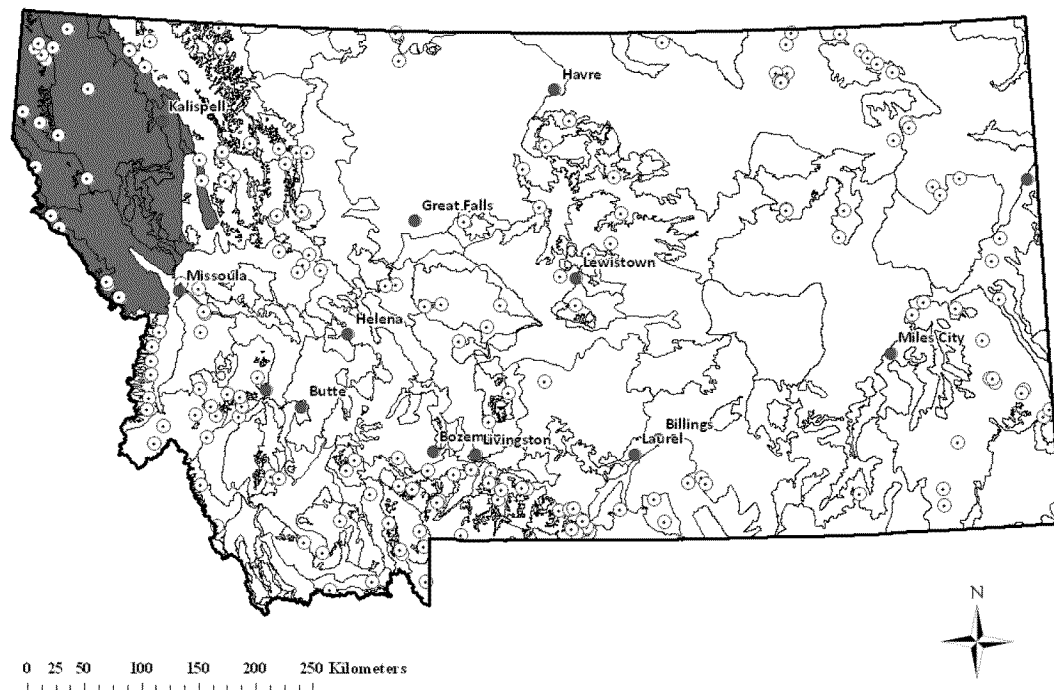 Havre
Kalispell
Great Falls
Missoula
Lewistown
Helena
Miles City
Butte
Billings
Bozem
Livingston
Laurel
N
0 25 50 100 150 200 250 Kilometers